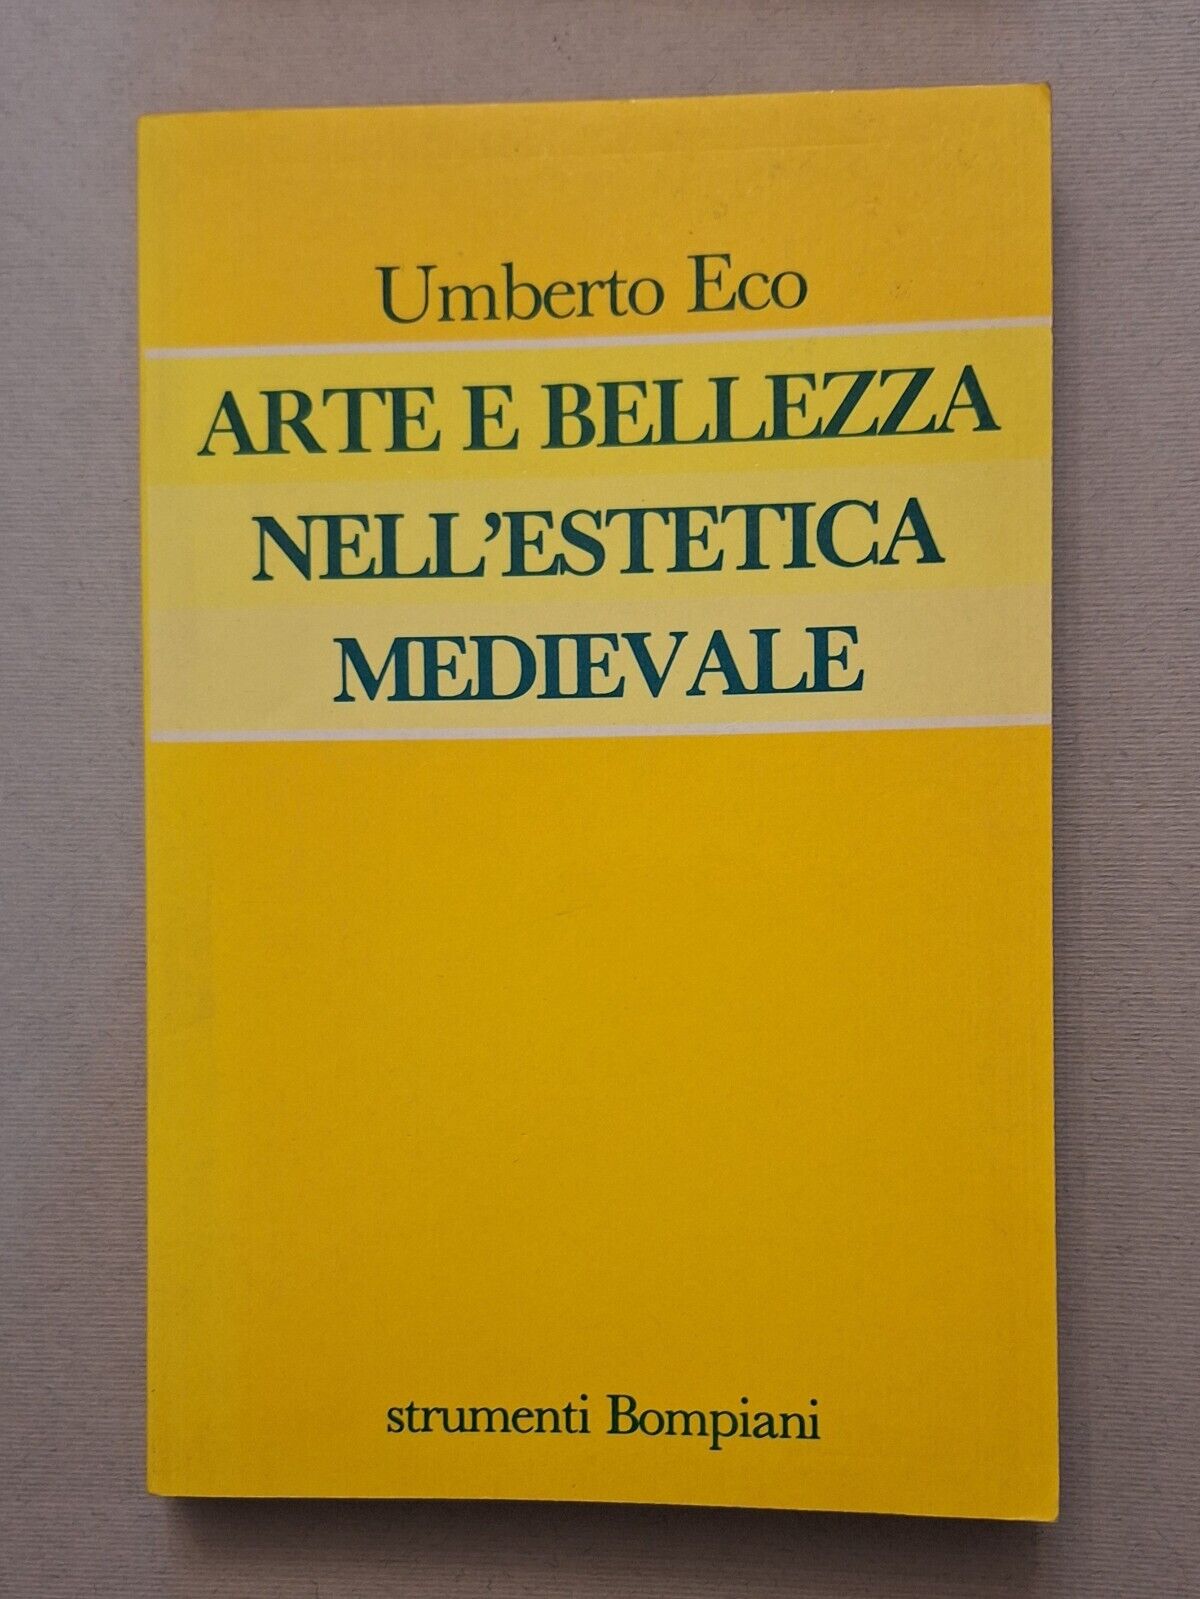 Umberto Eco
ARTE E BELLEZZA
NELL'ESTETICA
MEDIEVALE
strumenti Bompiani